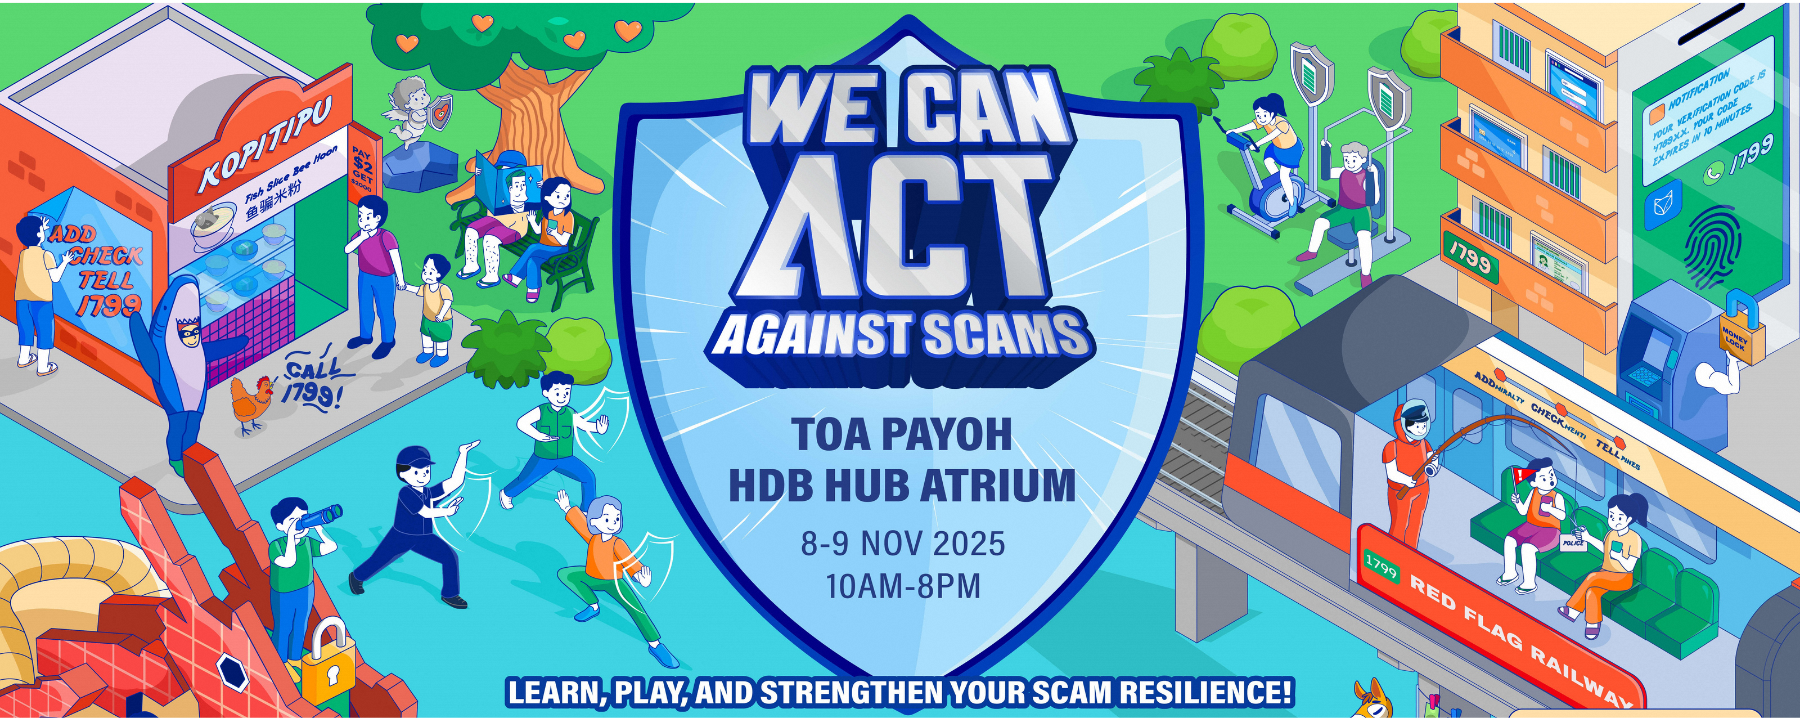 WE CAN
ACT
AGAINST SCAMS
TOA PAYOH
HDB HUB ATRIUM
8-9 NOV 2025
10AM-8PM
LEARN, PLAY, AND STRENGTHEN YOUR SCAM RESILIENCE!
KOPITIPU
Fish Slice Bee Hoon
鱼骗米粉
PAY
$2
GET
$2000
ADD
CHECK
TELL
1799
CALL
1799!
NOTIFICATION
YOUR VERIFICATION CODE IS
4789XX. YOUR CODE
EXPIRES IN 10 MINUTES.
1799
1799
MONEY
LOCK
ADDMIRALTY
CHECKMENTI
TELLPINES
POLICE
1799
RED FLAG RAILWAY